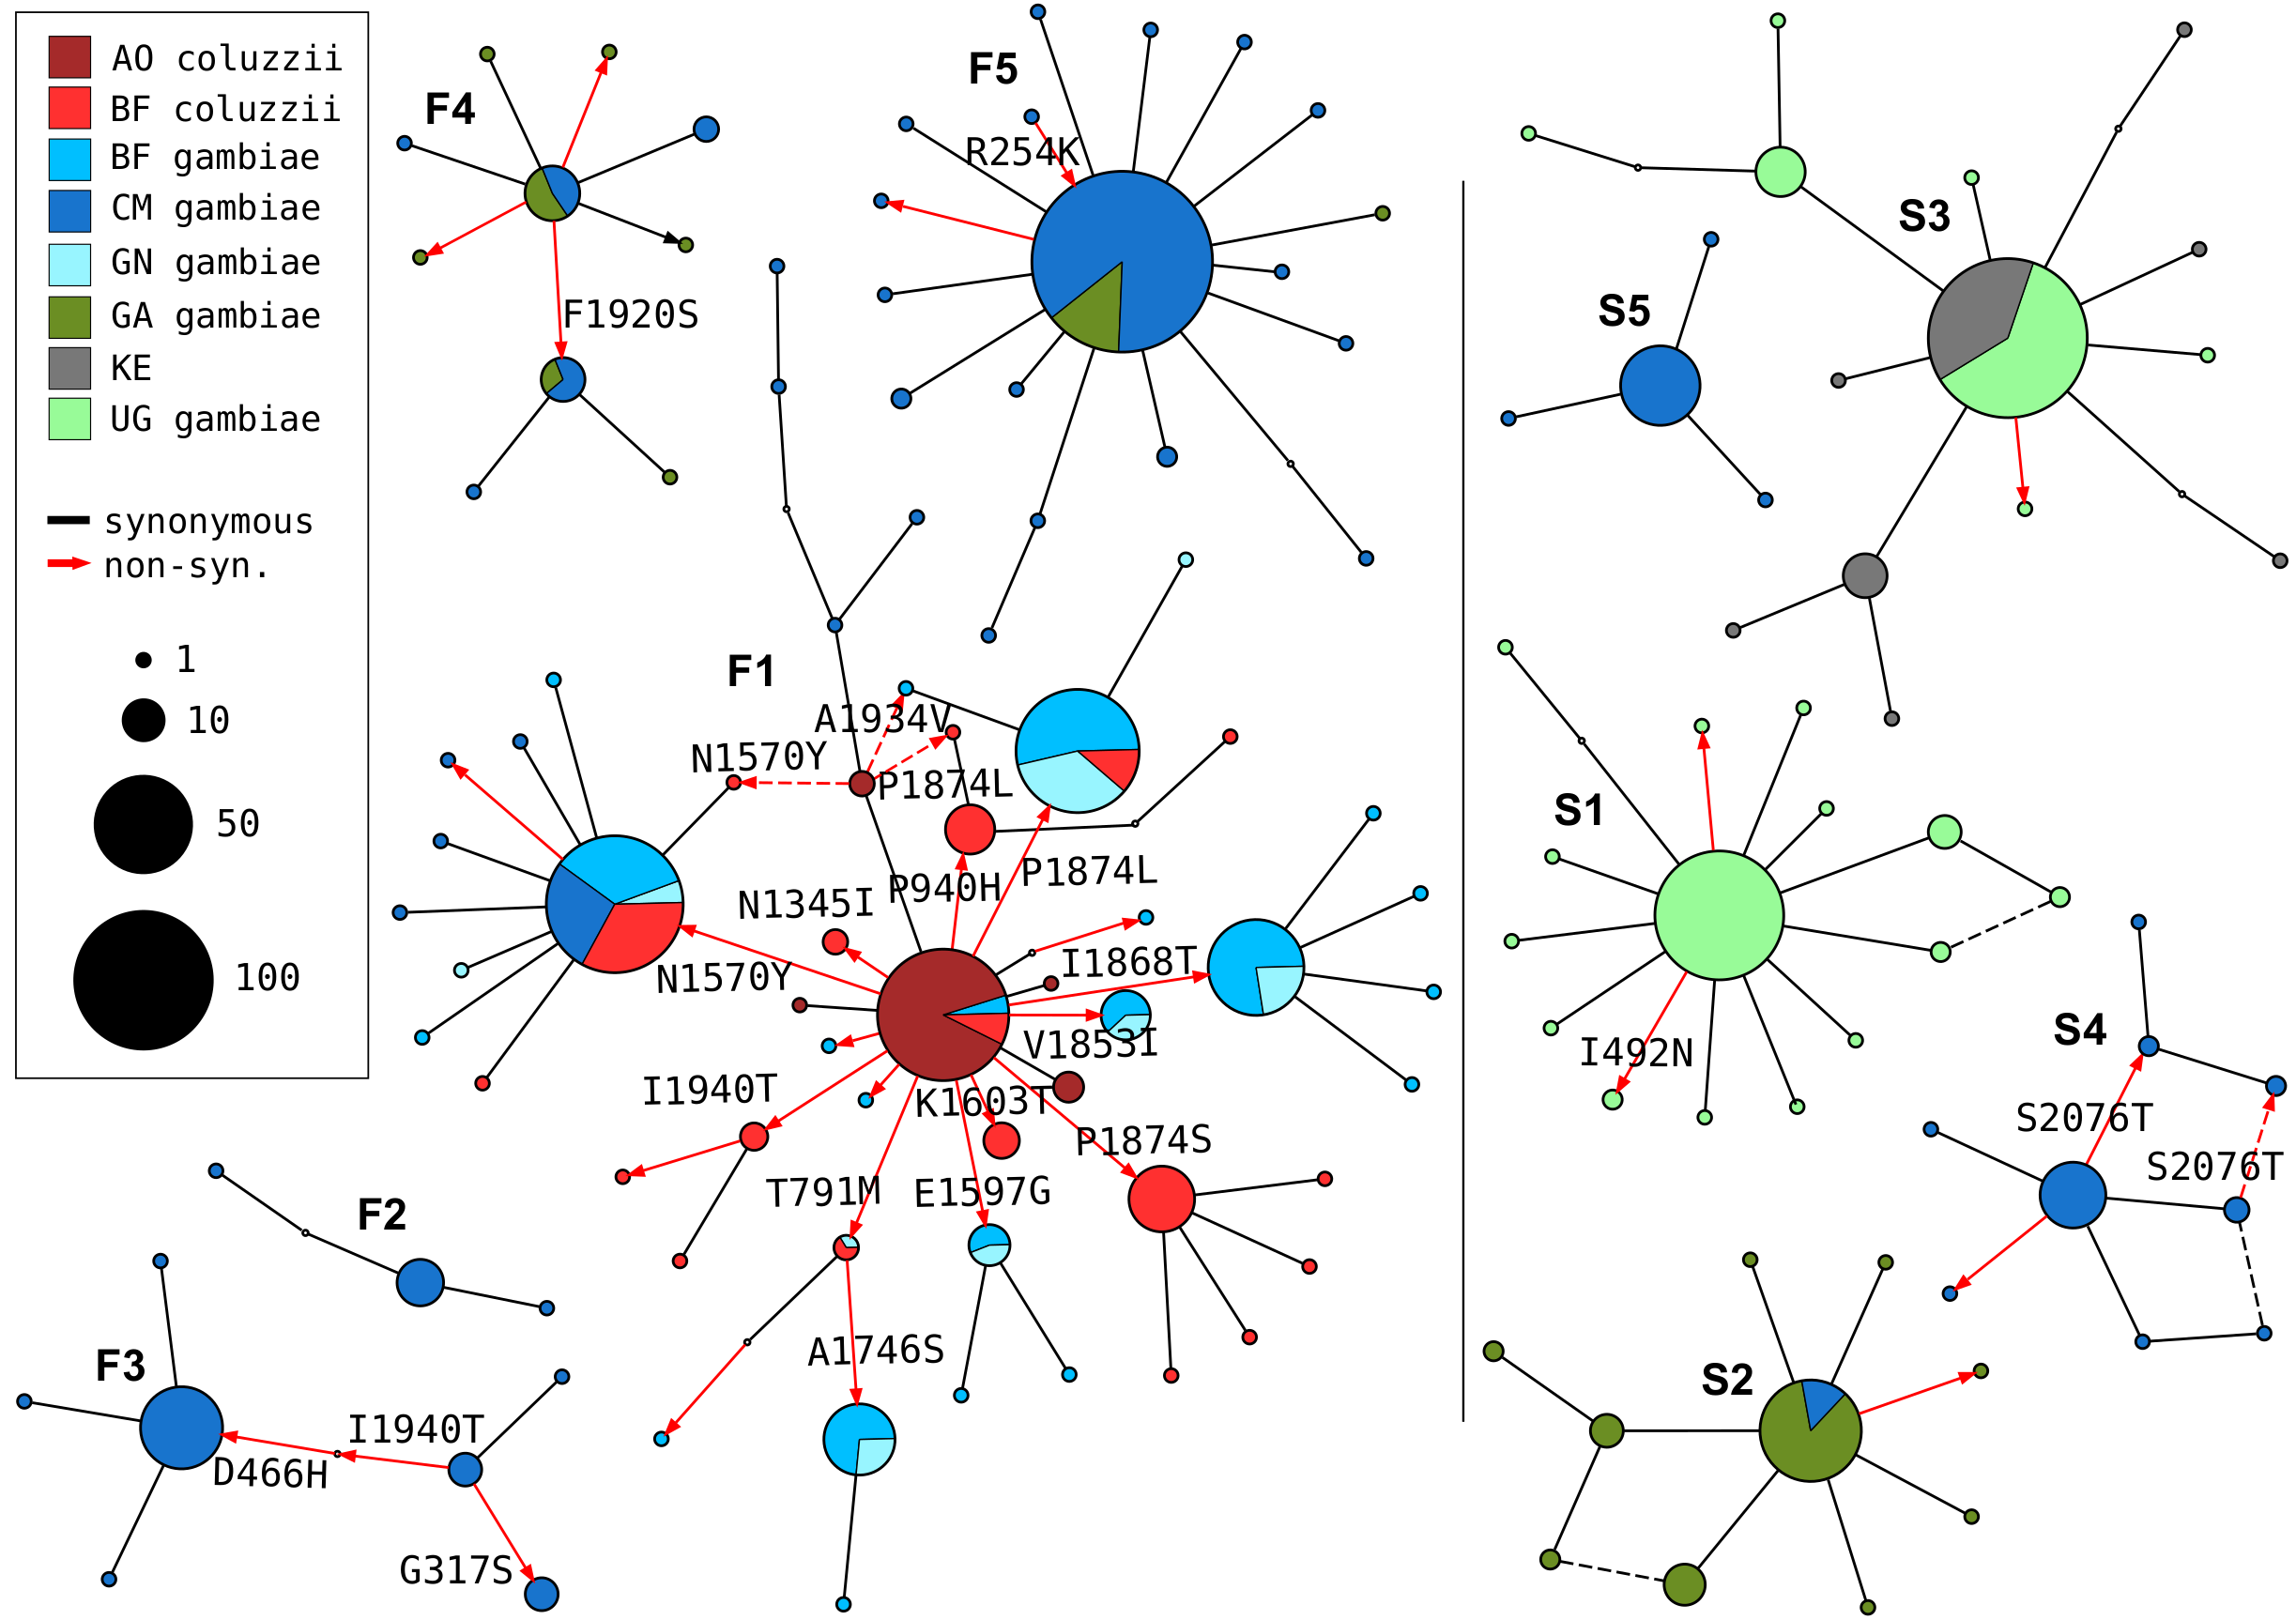 AO coluzzii
BF coluzzii
BF gambiae
CM gambiae
GN gambiae
GA gambiae
KE
UG gambiae
synonymous
non-syn.
1
10
50
100
F4
F1920S
F5
R254K
F1
A1934V
N1570Y
P1874L
P940H
P1874L
N1345I
N1570Y
I1868T
V1853I
I1940T
K1603T
P1874S
T791M
E1597G
A1746S
F2
F3
I1940T
D466H
G317S
S3
S5
S1
I492N
S4
S2076T
S2076T
S2